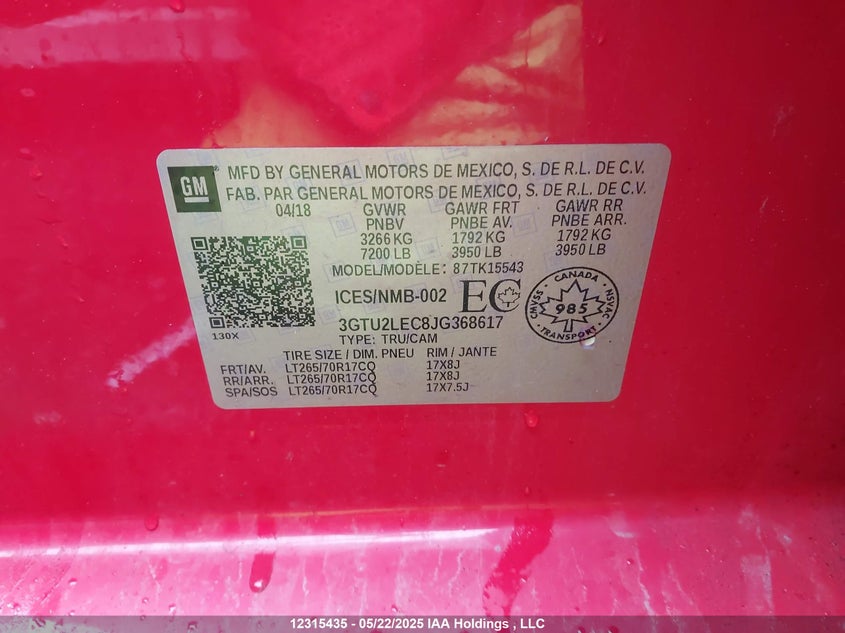 GM ®
MFD BY GENERAL MOTORS DE MEXICO, S. DE R.L. DE C.V.
FAB. PAR GENERAL MOTORS DE MEXICO, S. DE R.L. DE C.V.
04/18 GVWR GAWR FRT GAWR RR
PNBV PNBE AV. PNBE ARR.
3266 KG 1792 KG 1792 KG
7200 LB 3950 LB 3950 LB
MODEL/MODÈLE: 87TK15543
ICES/NMB-002 EC
CANADA
CMVSS 985 NSVAC
3GTU2LEC8JG368617
130X TYPE: TRU/CAM
TIRE SIZE / DIM. PNEU RIM / JANTE
FRT/AV. LT265/70R17CQ 17X8J
RR/ARR. LT265/70R17CQ 17X8J
SPA/SOS LT265/70R17CQ 17X7.5J
12315435 - 05/22/2025 IAA Holdings , LLC